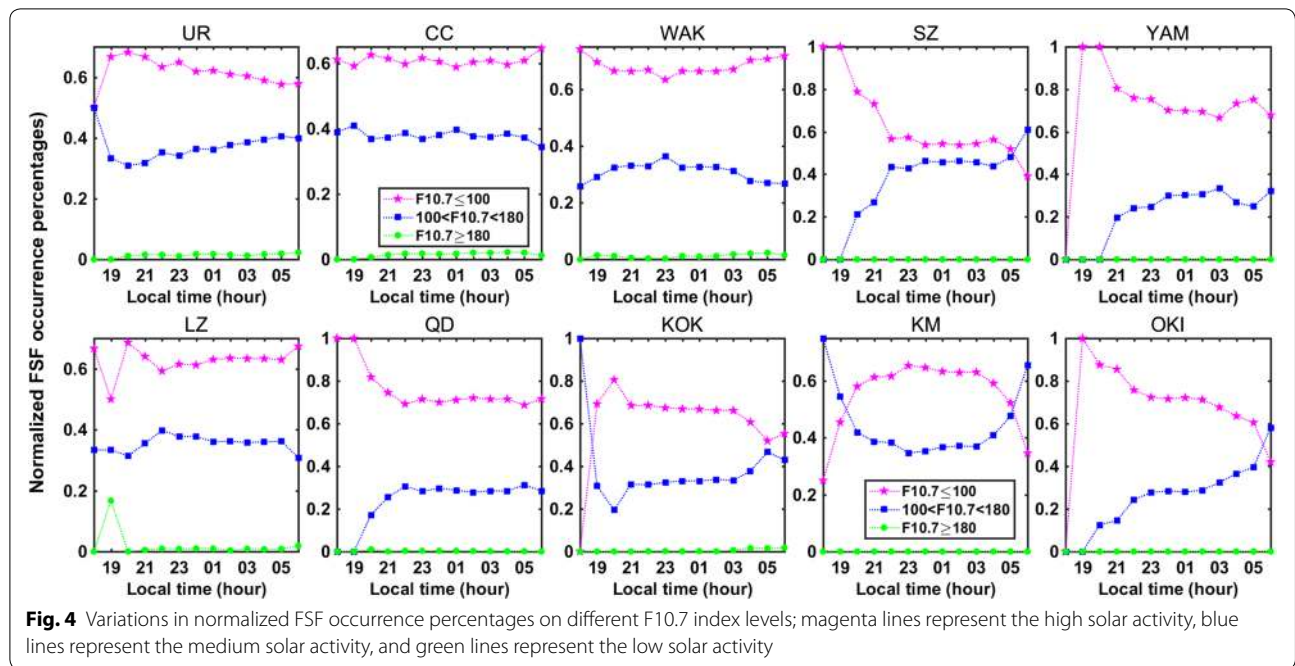 UR CC WAK SZ YAM
Normalized FSF occurrence percentages
0.6 0.6 1 1
0.8 0.8
0.4 0.4 0.6 0.6
0.2 0.4 0.4
0.2 0.2
0 0 0 0
F10.7≤100
100<F10.7<180
F10.7≥180
19 21 23 01 03 05 19 21 23 01 03 05 19 21 23 01 03 05 19 21 23 01 03 05 19 21 23 01 03 05
Local time (hour) Local time (hour) Local time (hour) Local time (hour) Local time (hour)
LZ QD KOK KM OKI
0.6 1 1 0.6 1
0.8 0.8 0.8
0.4 0.6 0.6 0.4 0.6
0.2 0.4 0.4 0.2 0.4
0.2 0.2 0.2
0 0 0 0 0
F10.7≤100
100<F10.7<180
F10.7≥180
19 21 23 01 03 05 19 21 23 01 03 05 19 21 23 01 03 05 19 21 23 01 03 05 19 21 23 01 03 05
Local time (hour) Local time (hour) Local time (hour) Local time (hour) Local time (hour)
Fig. 4 Variations in normalized FSF occurrence percentages on different F10.7 index levels; magenta lines represent the high solar activity, blue
lines represent the medium solar activity, and green lines represent the low solar activity